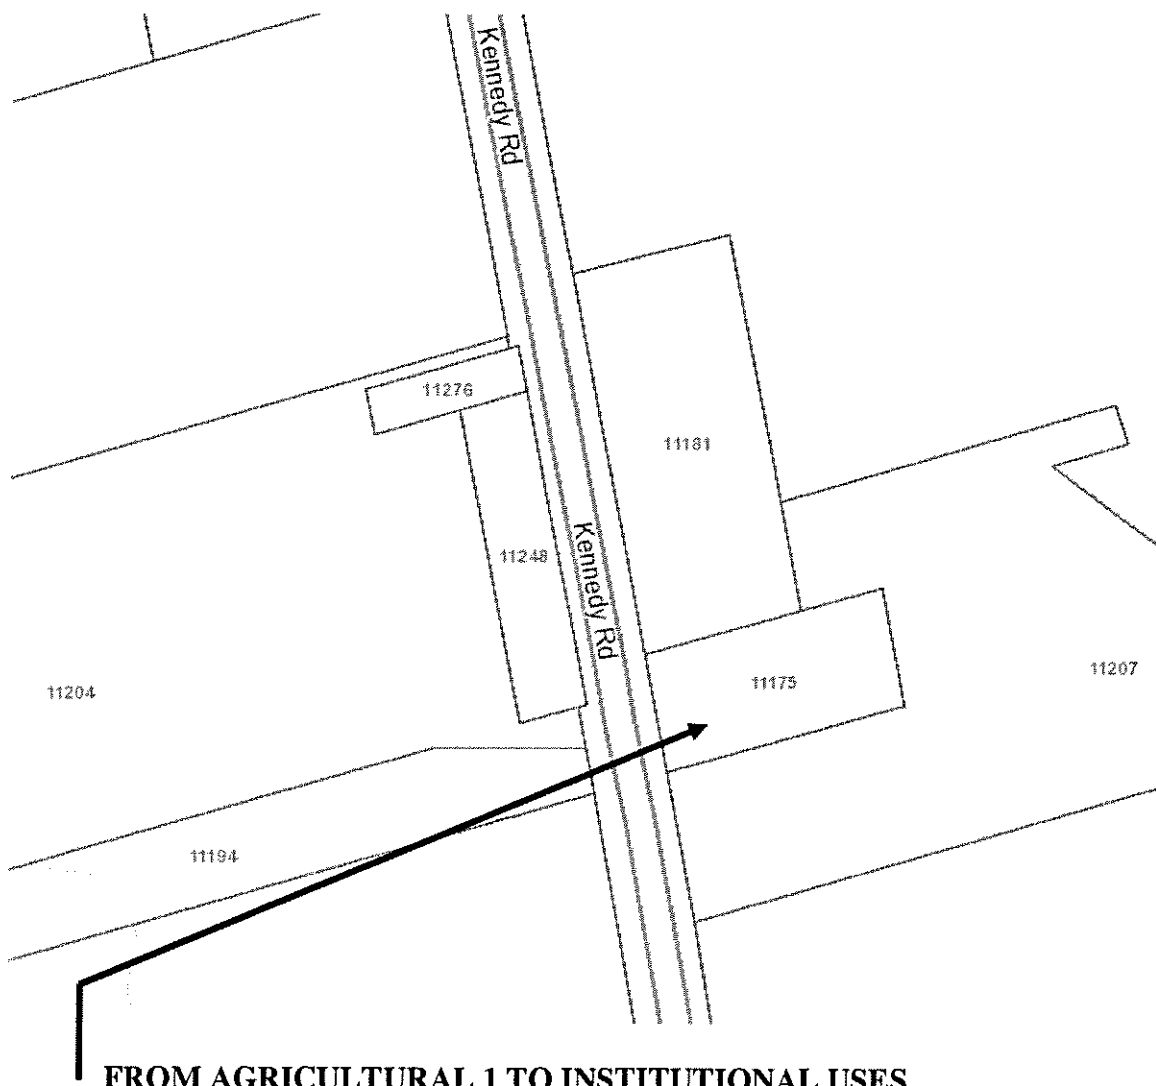 Kennedy Rd
11276
11181
11248
Kennedy Rd
11204
11175
11207
11194
FROM AGRICULTURAL 1 TO INSTITUTIONAL USES